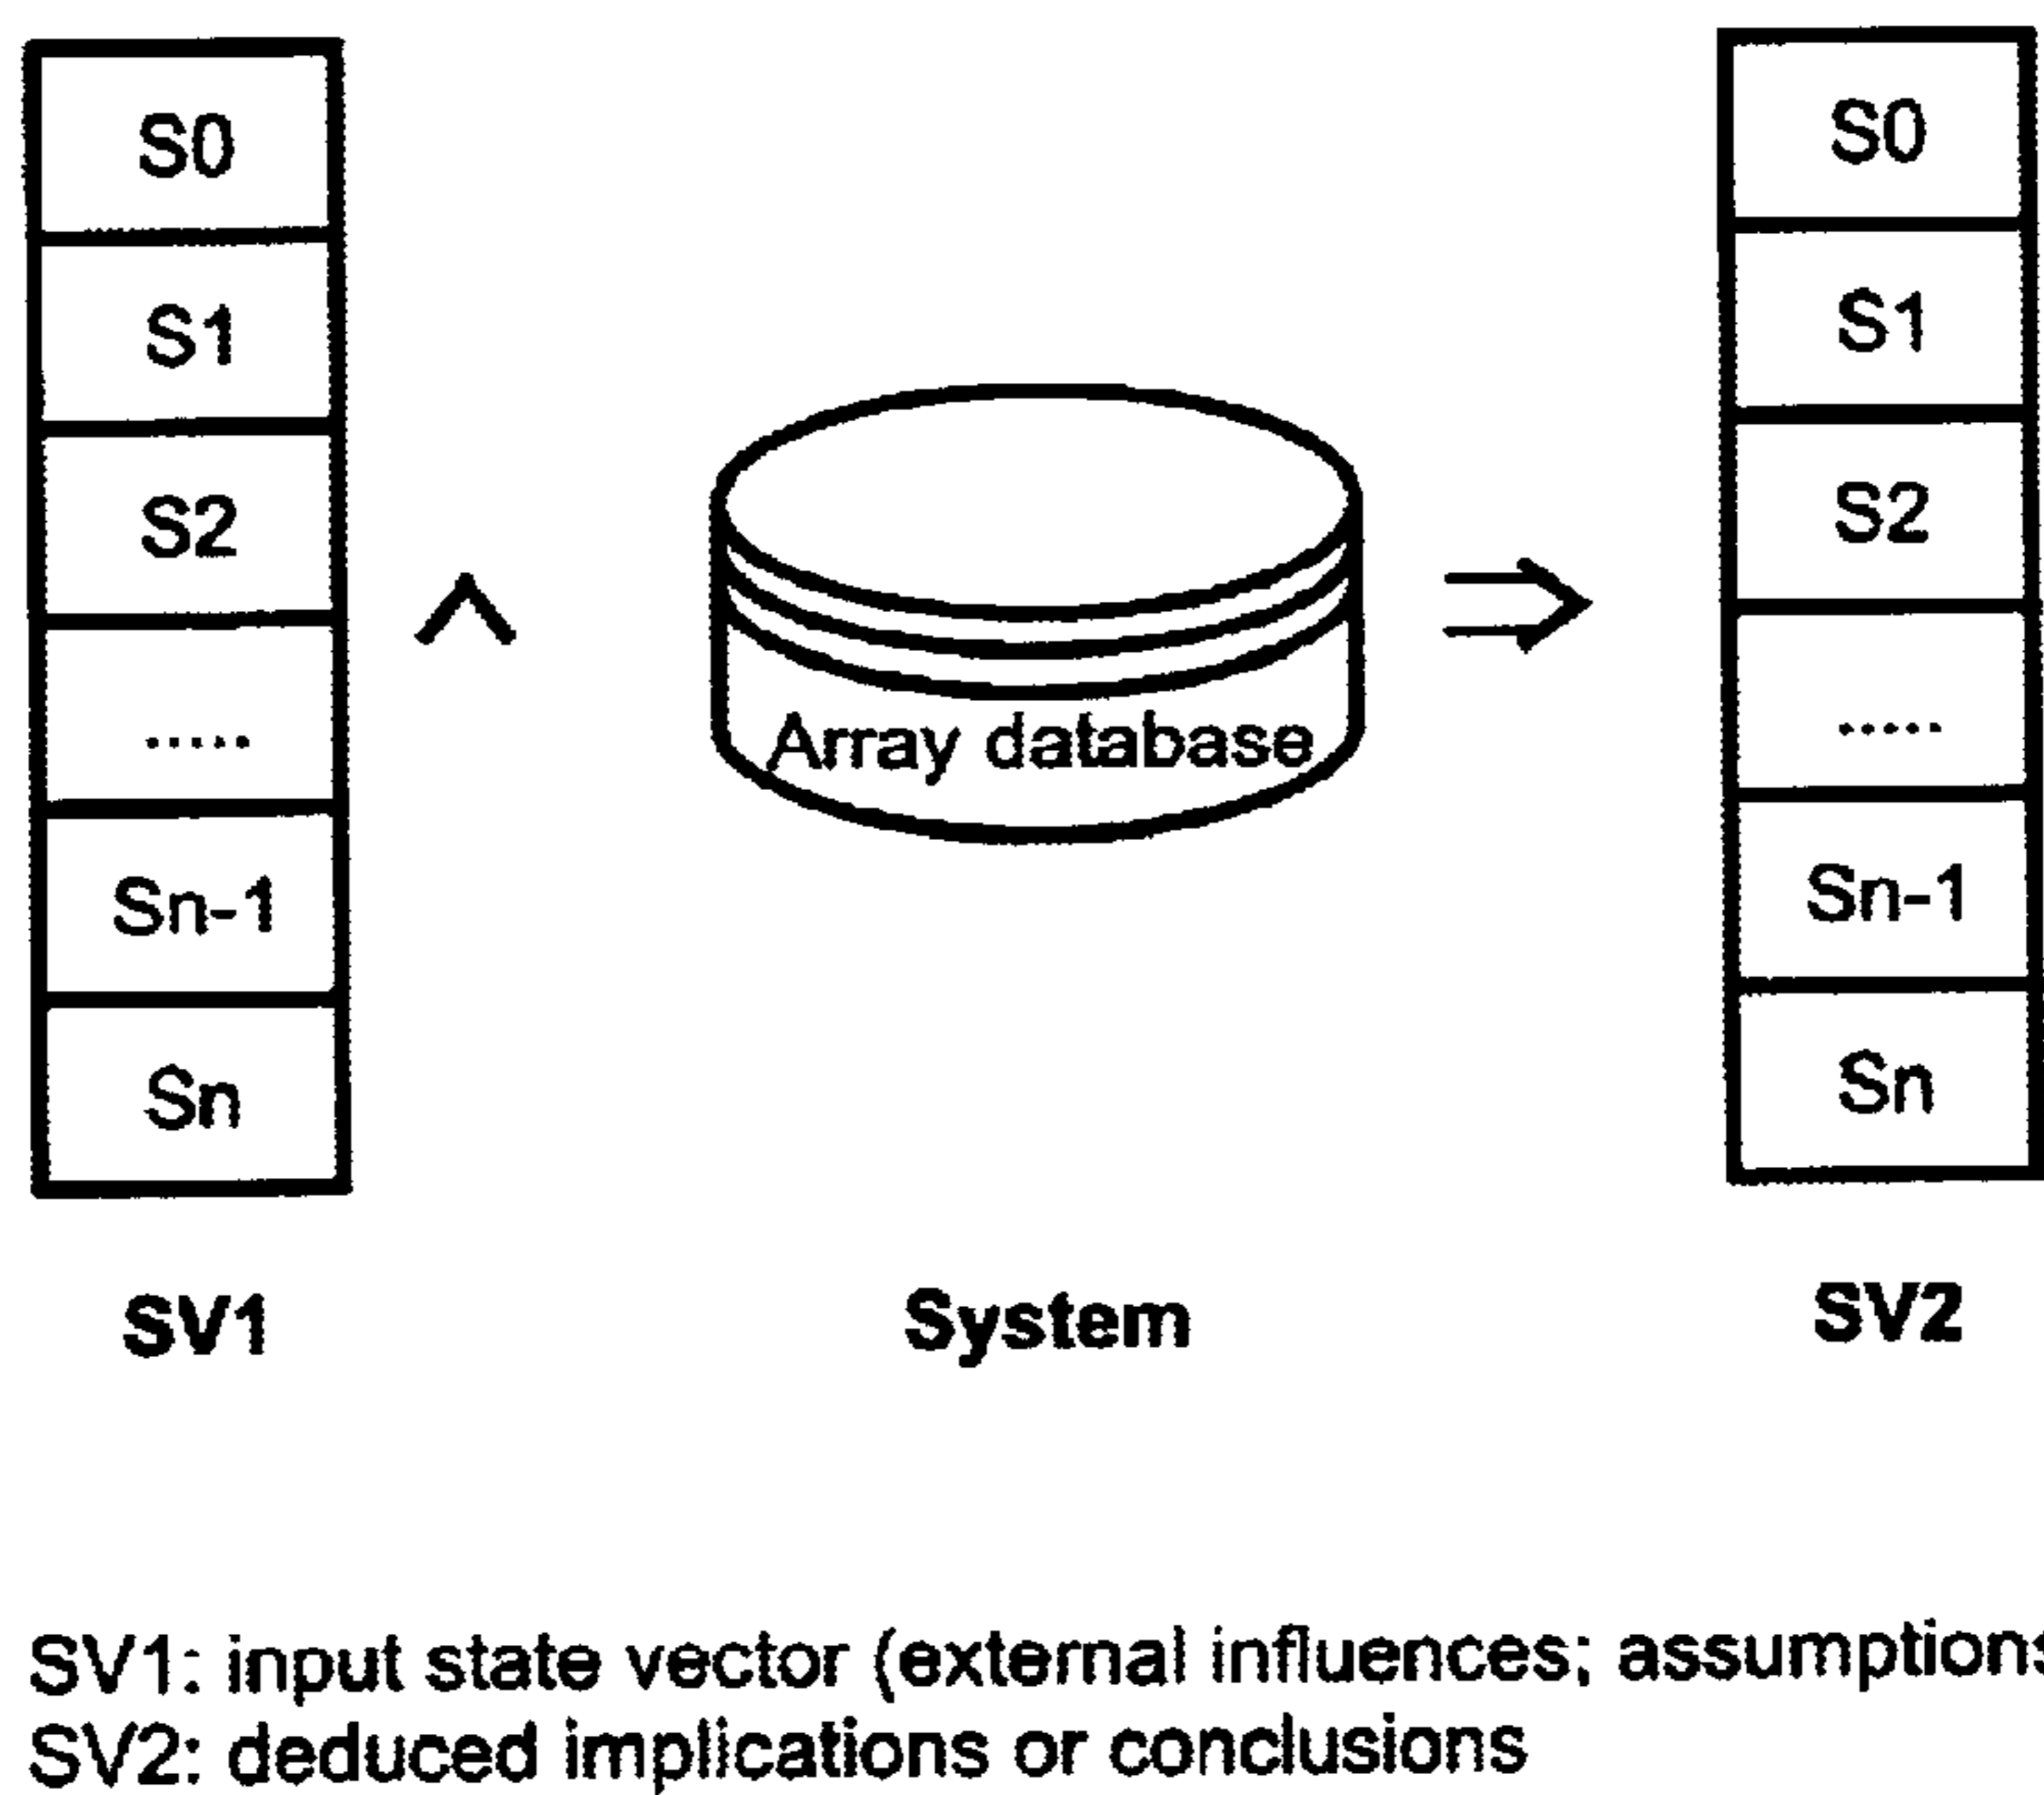 S0
S1
S2
.....
Sn-1
Sn
SV1
^
Array database
System
⇒
S0
S1
S2
.....
Sn-1
Sn
SV2
SV1: input state vector (external influences; assumptions
SV2: deduced implications or conclusions